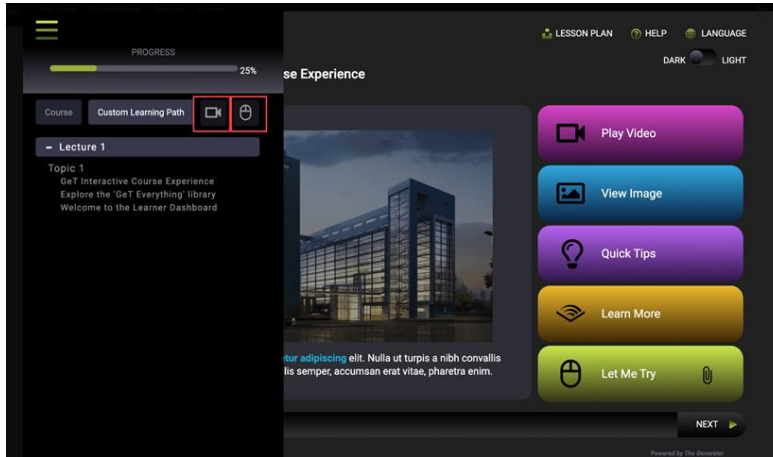 LESSON PLAN
HELP
LANGUAGE
DARK
LIGHT
PROGRESS
25%
se Experience
Course
Custom Learning Path
– Lecture 1
Topic 1
GeT Interactive Course Experience
Explore the 'GeT Everything' library
Welcome to the Learner Dashboard
tur adipiscing elit. Nulla ut turpis a nibh convallis
lis semper, accumsan erat vitae, pharetra enim.
Play Video
View Image
Quick Tips
Learn More
Let Me Try
NEXT
Powered by The Generator